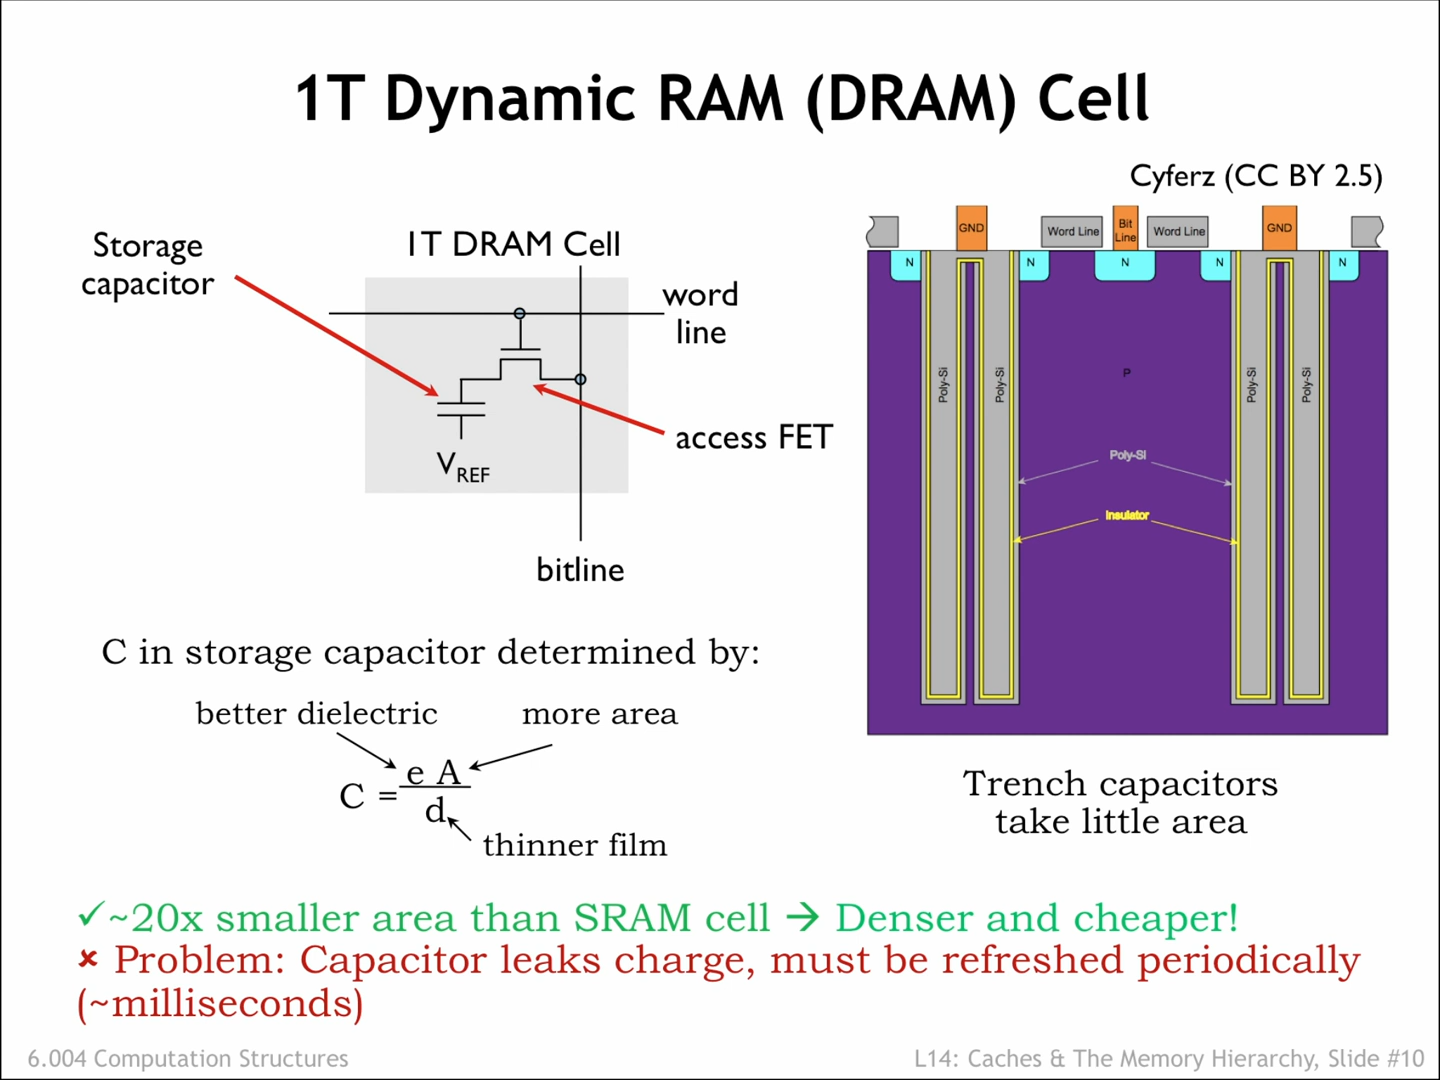 1T Dynamic RAM (DRAM) Cell
Cyferz (CC BY 2.5)
Storage
capacitor
1T DRAM Cell
word
line
access FET
V_REF
bitline
GND
Word Line
Bit
Line
Word Line
GND
N
N
N
N
N
Poly-Si
Poly-Si
P
Poly-Si
Poly-Si
Poly-Si
Insulator
Trench capacitors
take little area
C in storage capacitor determined by:
better dielectric
more area
C = e A
d
thinner film
✓~20x smaller area than SRAM cell → Denser and cheaper!
✗ Problem: Capacitor leaks charge, must be refreshed periodically
(~milliseconds)
6.004 Computation Structures
L14: Caches & The Memory Hierarchy, Slide #10